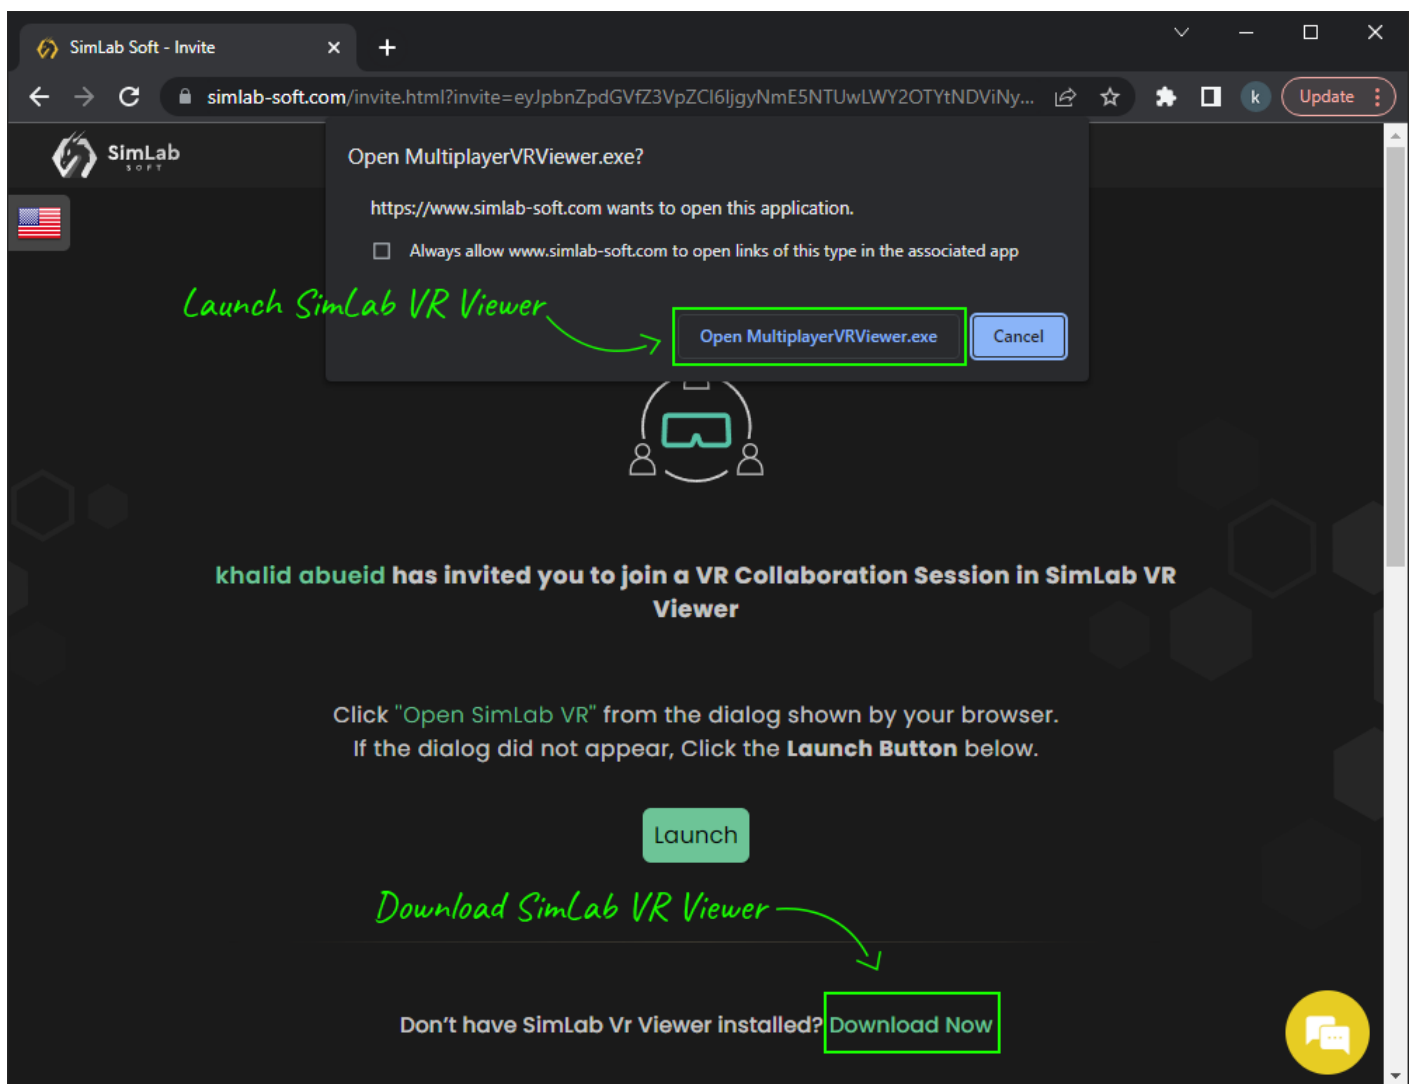 SimLab Soft - Invite
simlab-soft.com/invite.html?invite=eyJpbnZpdGVfZ3VpZCI6IjgyNmE5NTUwLWY2OTYtNDViNy...
k
Update
SimLab
SOFT
Open MultiplayerVRViewer.exe?
https://www.simlab-soft.com wants to open this application.
Always allow www.simlab-soft.com to open links of this type in the associated app
Launch SimLab VR Viewer
Open MultiplayerVRViewer.exe
Cancel
khalid abueid has invited you to join a VR Collaboration Session in SimLab VR
Viewer
Click "Open SimLab VR" from the dialog shown by your browser.
If the dialog did not appear, Click the Launch Button below.
Launch
Download SimLab VR Viewer
Don't have SimLab Vr Viewer installed? Download Now